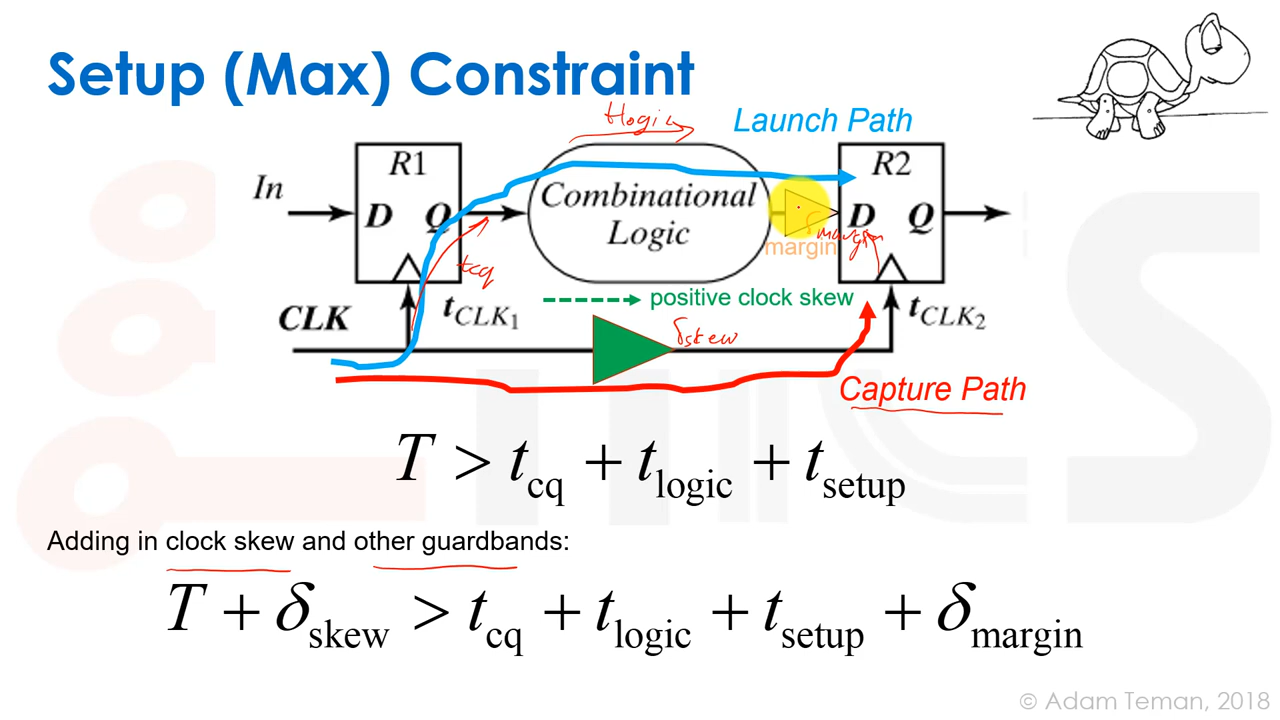 Setup (Max) Constraint
tlogic
Launch Path
R1
R2
In
D Q
Combinational
Logic
D Q
δmargin
margin
tcq
positive clock skew
CLK
tCLK1
tCLK2
δskew
Capture Path
T > tcq + tlogic + tsetup
Adding in clock skew and other guardbands:
T + δskew > tcq + tlogic + tsetup + δmargin
© Adam Teman, 2018